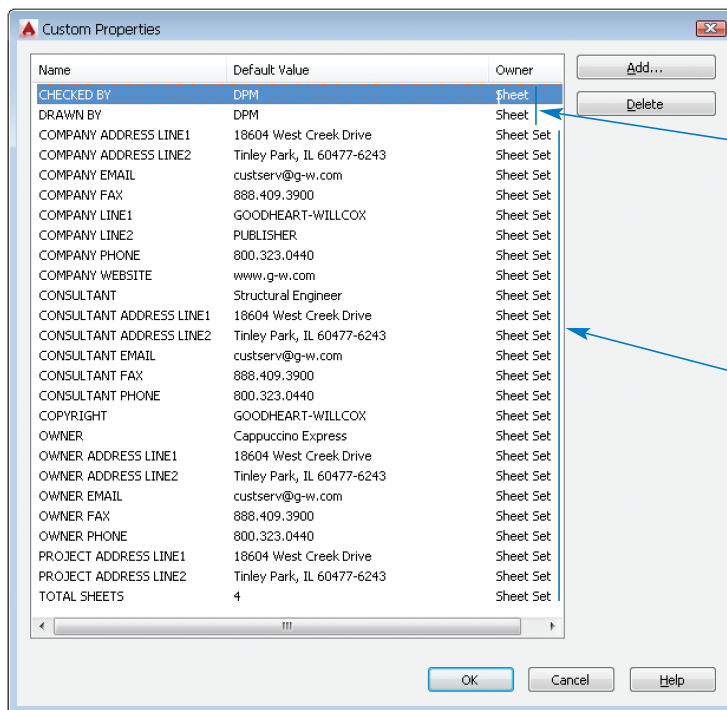 Custom Properties
Name Default Value Owner
CHECKED BY DPM Sheet
DRAWN BY DPM Sheet
COMPANY ADDRESS LINE1 18604 West Creek Drive Sheet Set
COMPANY ADDRESS LINE2 Tinley Park, IL 60477-6243 Sheet Set
COMPANY EMAIL custserv@g-w.com Sheet Set
COMPANY FAX 888.409.3900 Sheet Set
COMPANY LINE1 GOODHEART-WILLCOX Sheet Set
COMPANY LINE2 PUBLISHER Sheet Set
COMPANY PHONE 800.323.0440 Sheet Set
COMPANY WEBSITE www.g-w.com Sheet Set
CONSULTANT Structural Engineer Sheet Set
CONSULTANT ADDRESS LINE1 18604 West Creek Drive Sheet Set
CONSULTANT ADDRESS LINE2 Tinley Park, IL 60477-6243 Sheet Set
CONSULTANT EMAIL custserv@g-w.com Sheet Set
CONSULTANT FAX 888.409.3900 Sheet Set
CONSULTANT PHONE 800.323.0440 Sheet Set
COPYRIGHT GOODHEART-WILLCOX Sheet Set
OWNER Cappuccino Express Sheet Set
OWNER ADDRESS LINE1 18604 West Creek Drive Sheet Set
OWNER ADDRESS LINE2 Tinley Park, IL 60477-6243 Sheet Set
OWNER EMAIL custserv@g-w.com Sheet Set
OWNER FAX 888.409.3900 Sheet Set
OWNER PHONE 800.323.0440 Sheet Set
PROJECT ADDRESS LINE1 18604 West Creek Drive Sheet Set
PROJECT ADDRESS LINE2 Tinley Park, IL 60477-6243 Sheet Set
TOTAL SHEETS 4 Sheet Set
Add...
Delete
OK Cancel Help